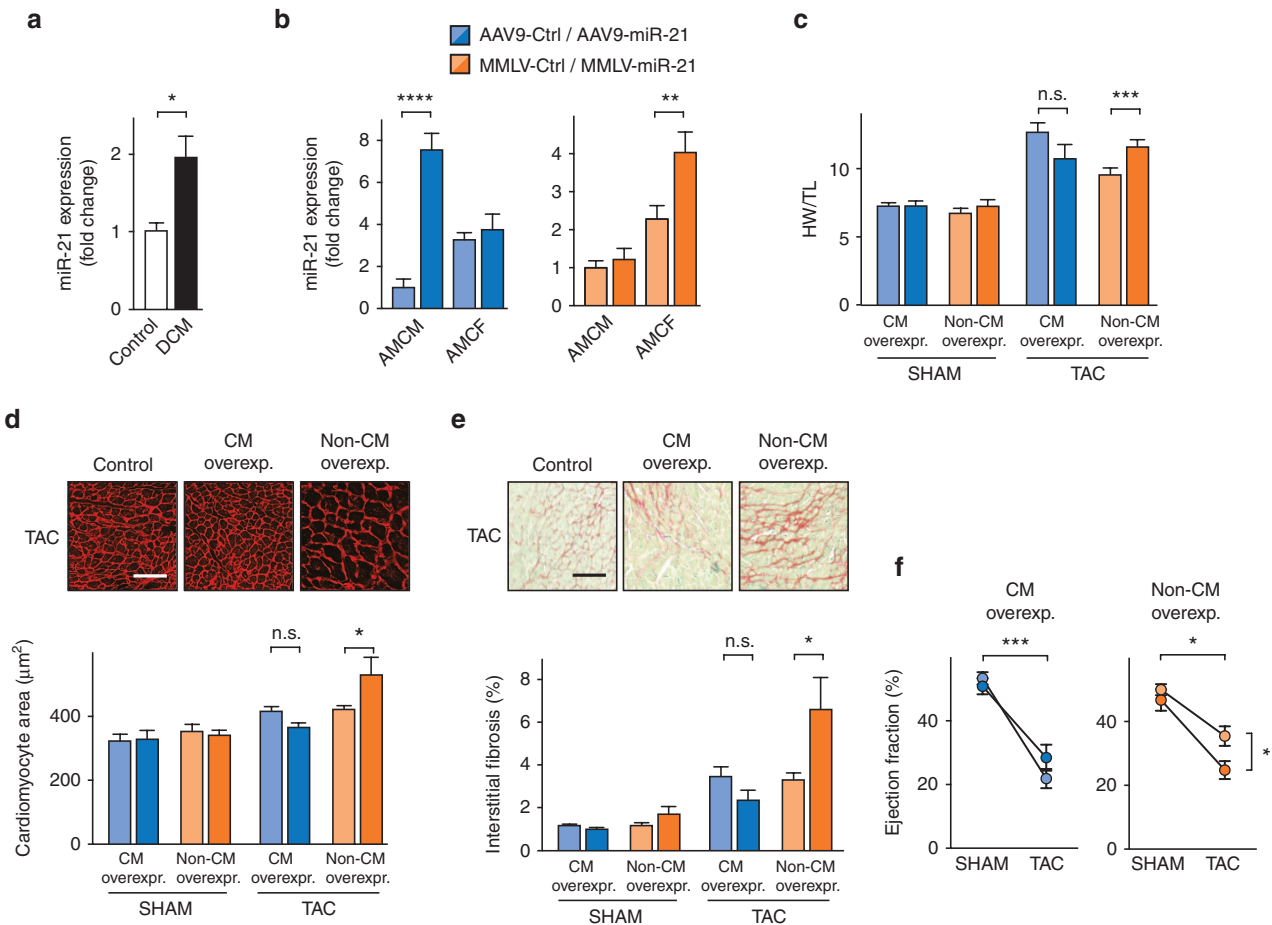 a
*
miR-21 expression
(fold change)
2
1
0
Control
DCM
b
AAV9-Ctrl / AAV9-miR-21
MMLV-Ctrl / MMLV-miR-21
****
miR-21 expression
(fold change)
8
6
4
2
0
AMCM
AMCF
**
4
3
2
1
0
AMCM
AMCF
c
n.s.
***
HW/TL
10
5
0
CM
overexpr.
Non-CM
overexpr.
CM
overexpr.
Non-CM
overexpr.
SHAM
TAC
d
Control
CM
overexp.
Non-CM
overexp.
TAC
n.s.
*
Cardiomyocyte area (μm²)
400
200
0
CM
overexpr.
Non-CM
overexpr.
CM
overexpr.
Non-CM
overexpr.
SHAM
TAC
e
Control
CM
overexp.
Non-CM
overexp.
TAC
n.s.
*
Interstitial fibrosis (%)
8
6
4
2
0
CM
overexpr.
Non-CM
overexpr.
CM
overexpr.
Non-CM
overexpr.
SHAM
TAC
f
CM
overexp.
Non-CM
overexp.
***
*
Ejection fraction (%)
40
20
0
SHAM
TAC
40
20
0
*
SHAM
TAC